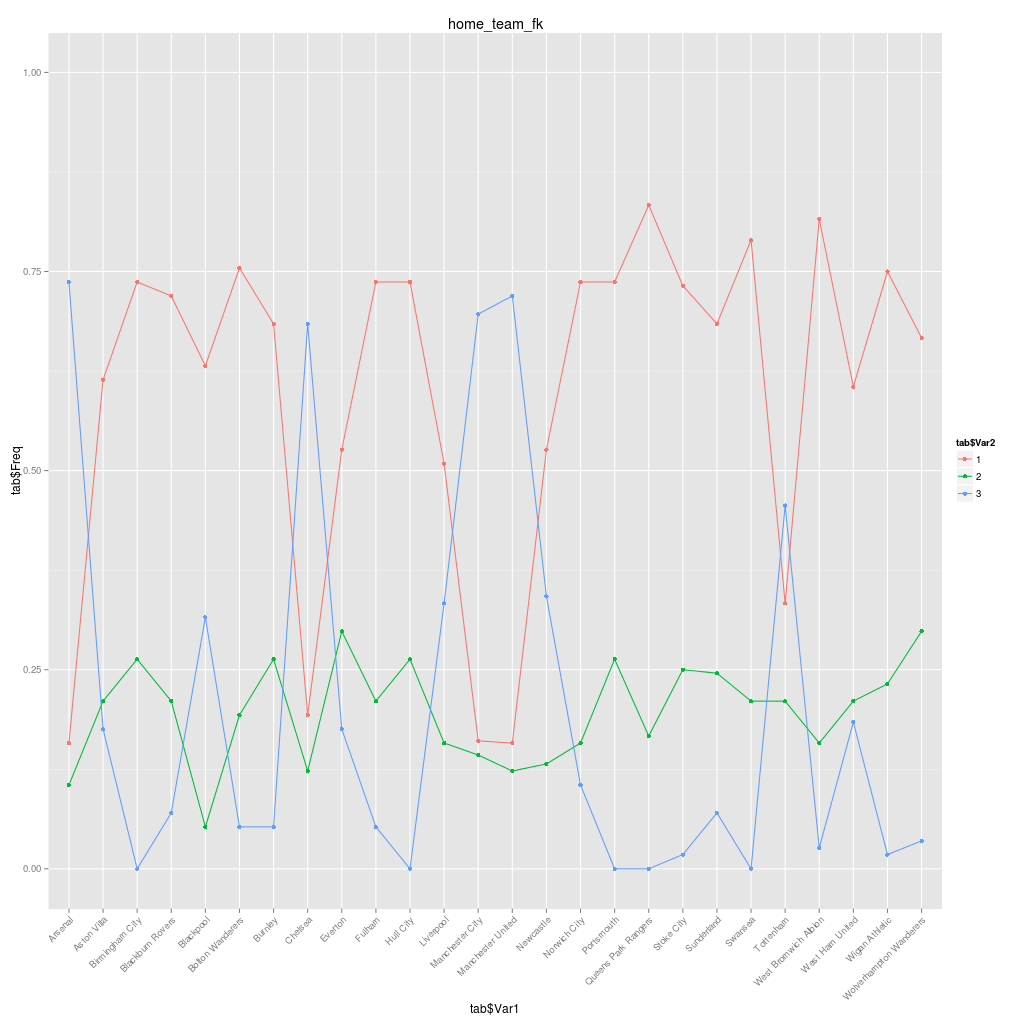 home_team_fk
1.00
0.75
0.50
0.25
0.00
tab$Freq
Arsenal
Aston Villa
Birmingham City
Blackburn Rovers
Blackpool
Bolton Wanderers
Burnley
Chelsea
Everton
Fulham
Hull City
Liverpool
Manchester City
Manchester United
Newcastle
Norwich City
Portsmouth
Queens Park Rangers
Stoke City
Sunderland
Swansea
Tottenham
West Bromwich Albion
West Ham United
Wigan Athletic
Wolverhampton Wanderers
tab$Var1
tab$Var2
1
2
3